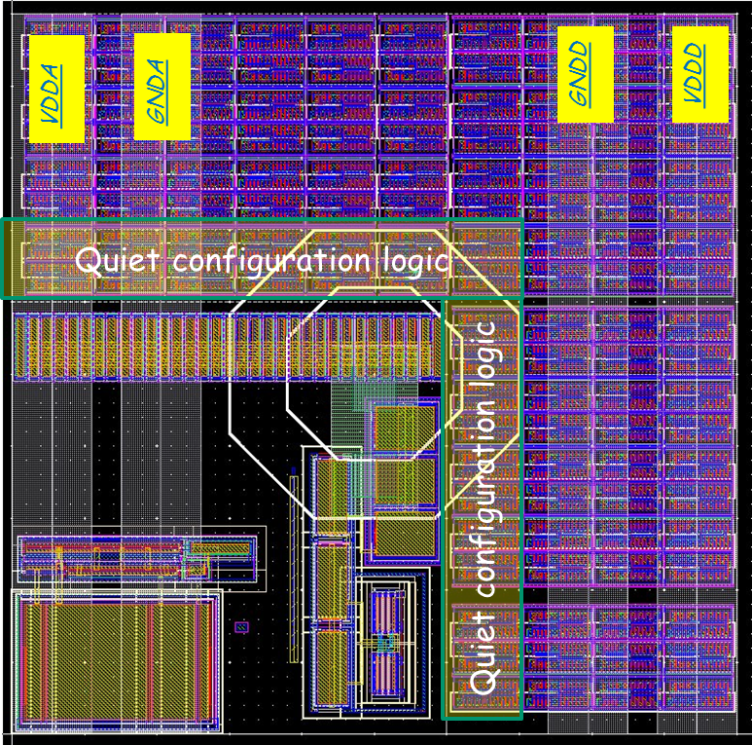 VDDA
GNDA
GNDD
VDDD
Quiet configuration logic
Quiet configuration logic